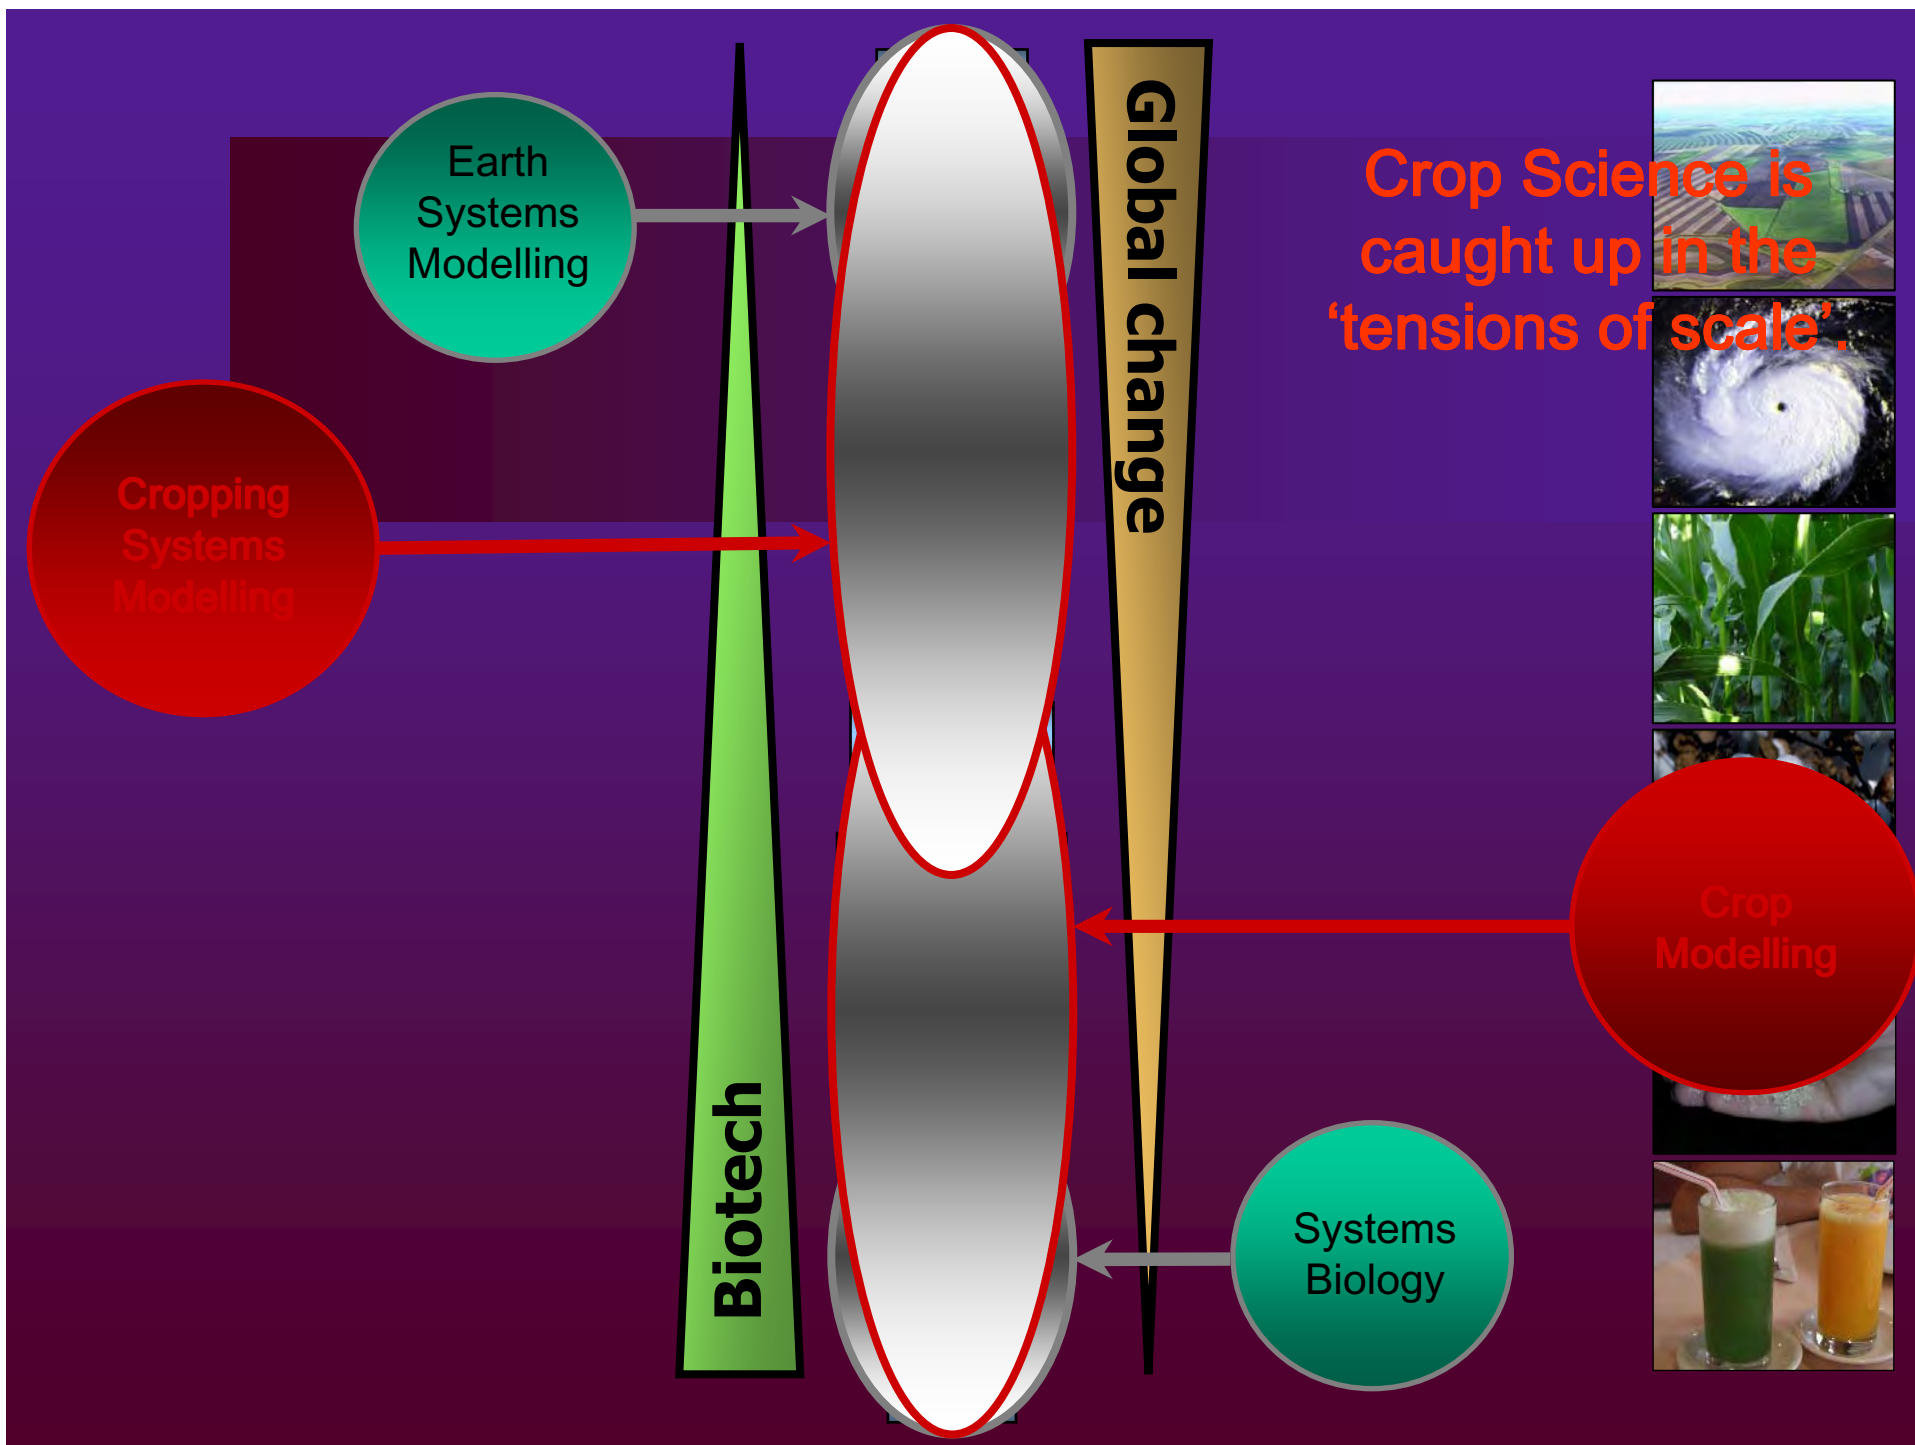 Earth
Systems
Modelling
Global change
Crop Science is
caught up in the
‘tensions of scale’.
Cropping
Systems
Modelling
Crop
Modelling
Biotech
Systems
Biology